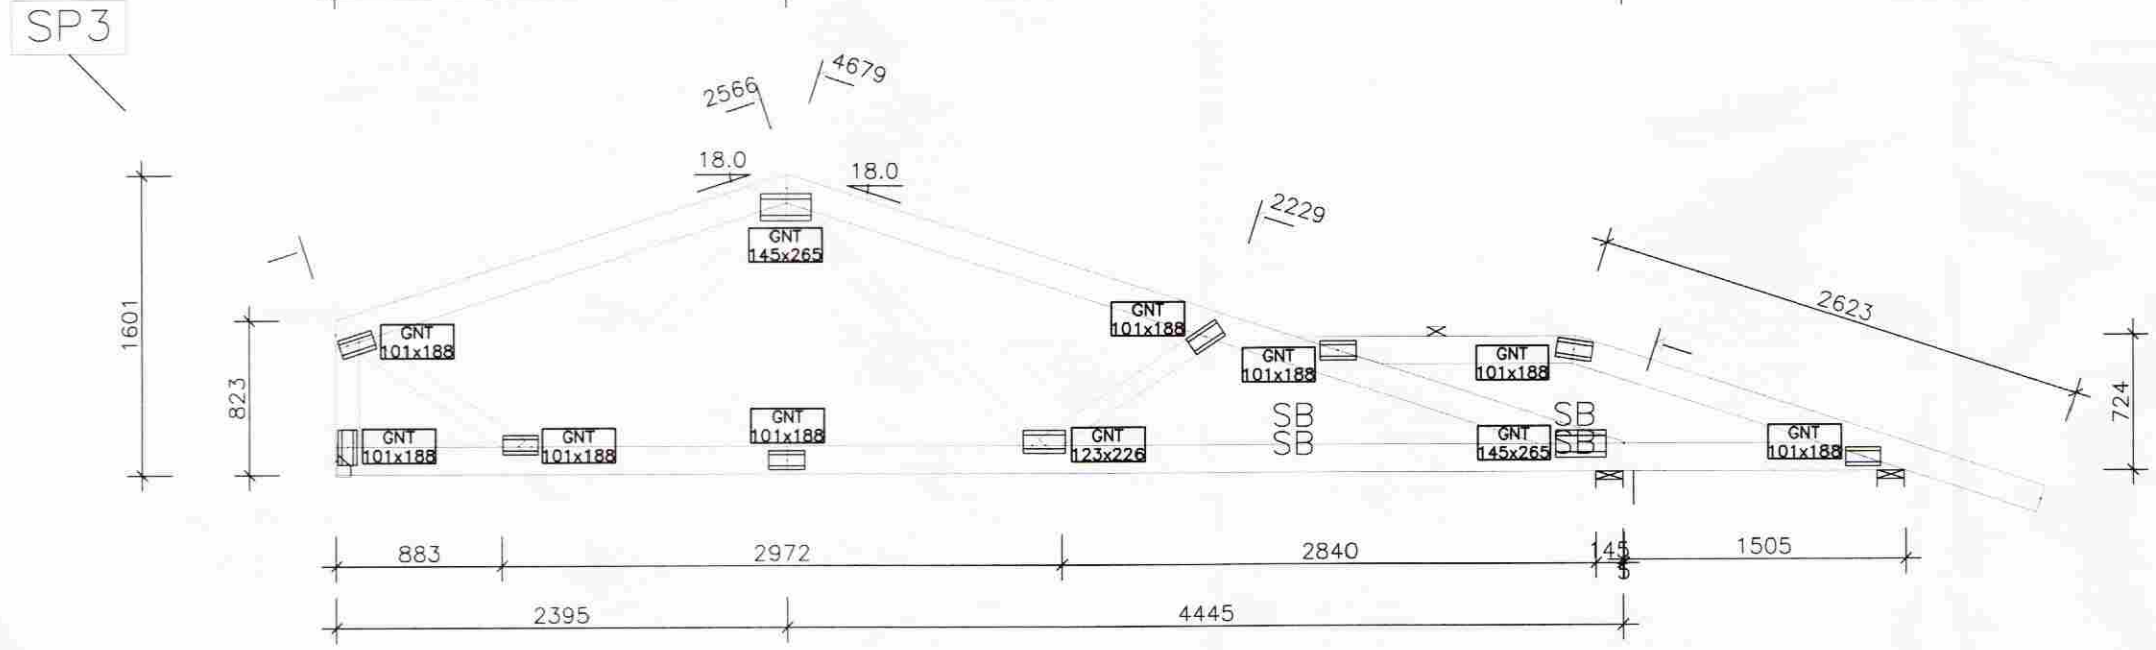 SP3
4679
2566
18.0
18.0
2229
GNT
145x265
2623
1601
GNT
101x188
GNT
101x188
GNT
101x188
GNT
101x188
823
724
GNT
101x188
SB
SB
SB
SB
GNT
101x188
GNT
101x188
GNT
123x226
GNT
145x265
GNT
101x188
883
2972
2840
145
5
1505
2395
4445